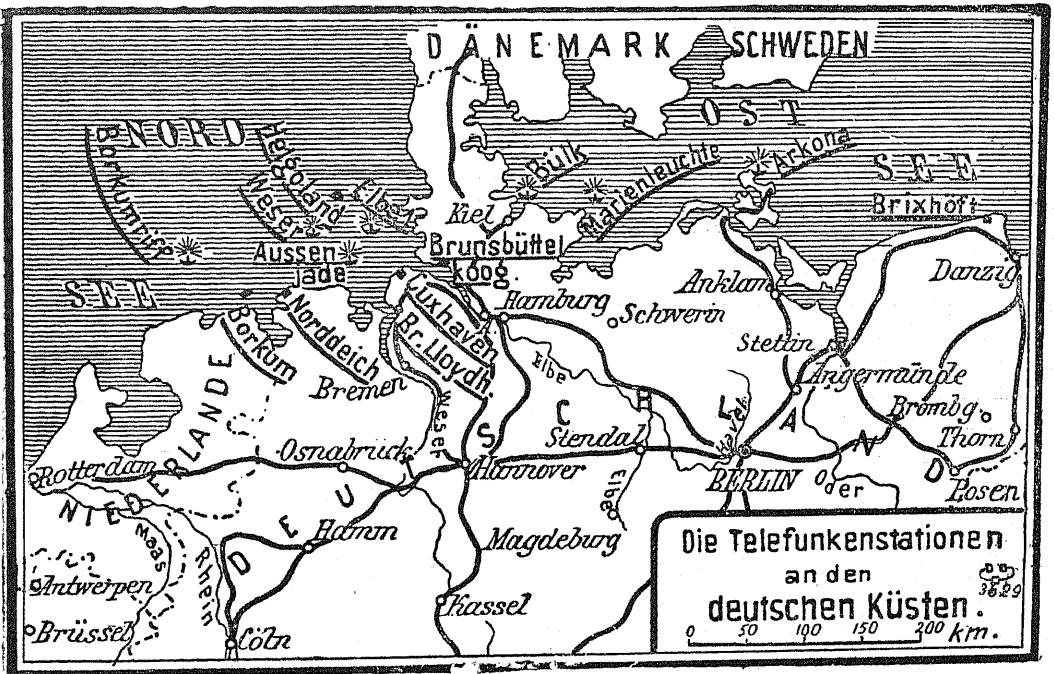 DÄNEMARK
SCHWEDEN
NORD
SEE
OST
SEE
Borkumriff
Helgoland
Weser
Elbe
Aussen
jade
Bülk
Marienleuchte
Arkona
Brixhöft
Kiel
Brunsbüttel
koog.
Danzig
Anklam
Hamburg
Schwerin
Cuxhaven
Br. Lloydh.
Norddeich
Borkum
Bremen
Stettin
Angermünde
Elbe
Weser
Havel
Brombg
Thorn
NIEDERLANDE
Rotterdam
Osnabrück
Hannover
Stendal
BERLIN
Oder
Posen
DEUTSCHLAND
Elbe
Hamm
Magdeburg
Maas
Rhein
Antwerpen
Brüssel
Cöln
Kassel
Die Telefunkenstationen
an den
deutschen Küsten.
0 50 100 150 200 km.